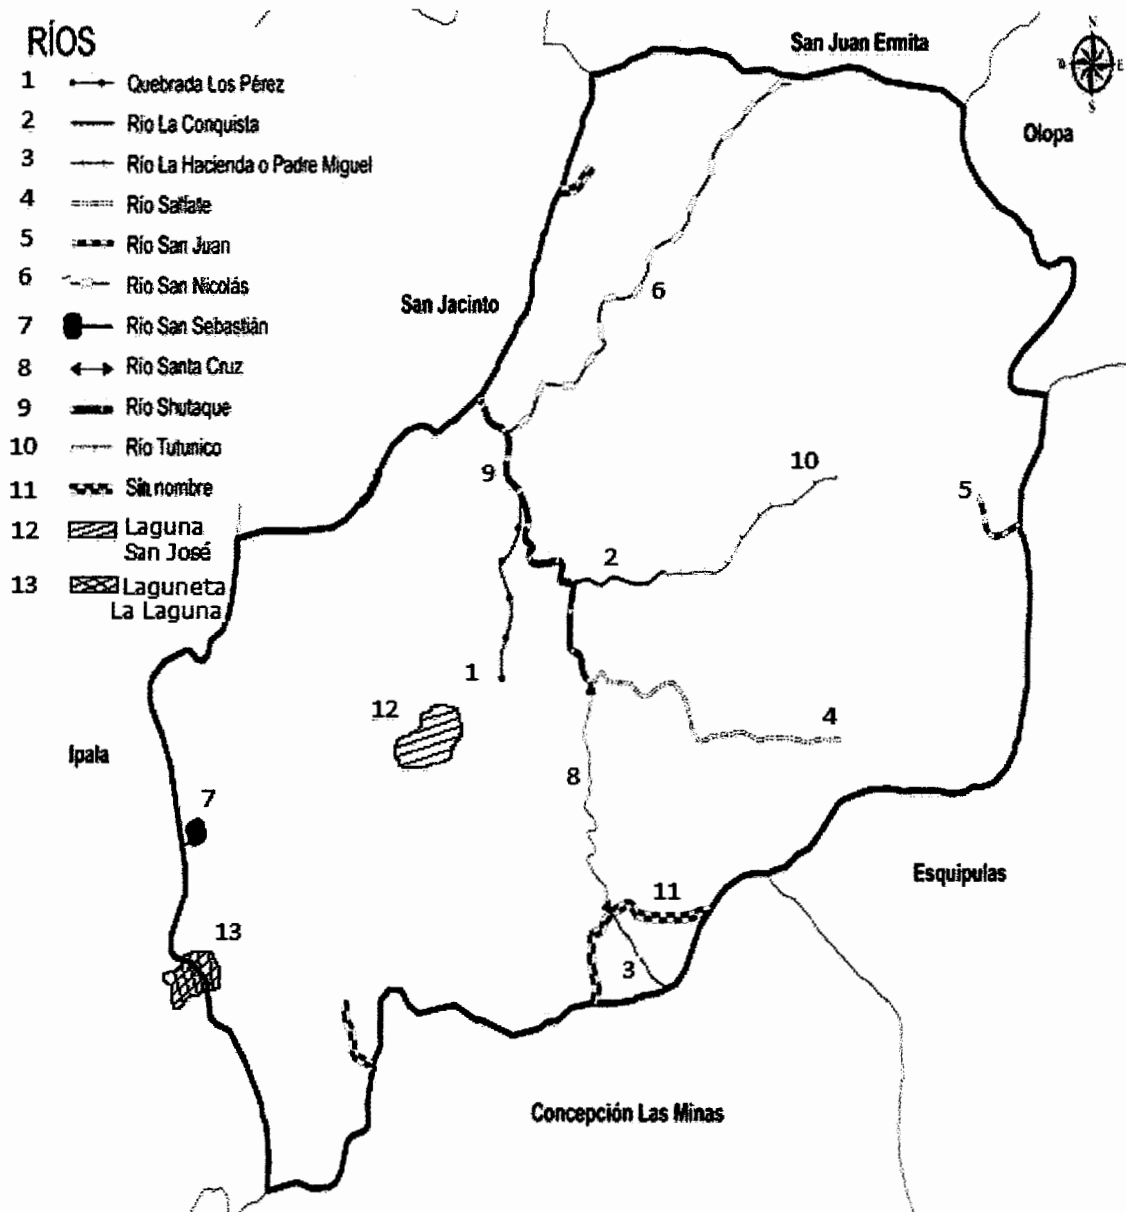 RÍOS
1 Quebrada Los Pérez
2 Río La Conquista
3 Río La Hacienda o Padre Miguel
4 Río Satlate
5 Río San Juan
6 Río San Nicolás
7 Río San Sebastián
8 Río Santa Cruz
9 Río Shutaque
10 Río Tutunico
11 Sin nombre
12 Laguna
San José
13 Laguneta
La Laguna
San Juan Ermita
N
E
S
Olopa
6
San Jacinto
9
10
5
2
1
12
4
Ipala
8
7
Esquipulas
11
13
3
Concepción Las Minas